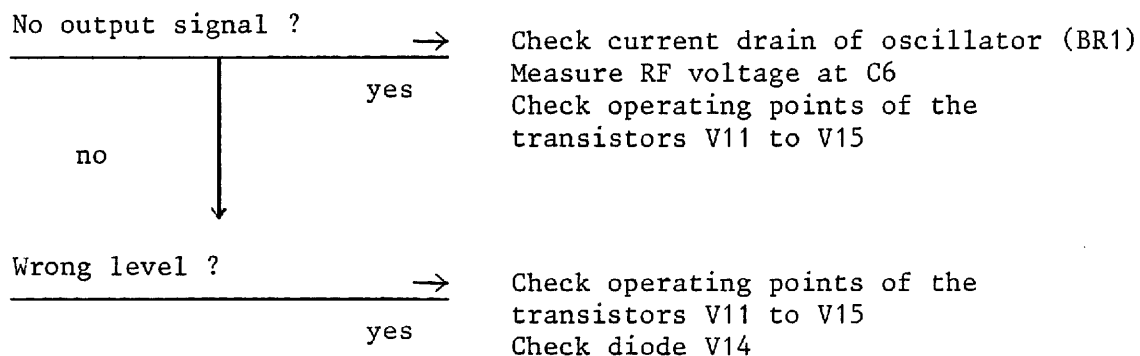 No output signal ?
→
Check current drain of oscillator (BR1)
Measure RF voltage at C6
Check operating points of the
transistors V11 to V15
yes
no
Wrong level ?
→
Check operating points of the
transistors V11 to V15
Check diode V14
yes